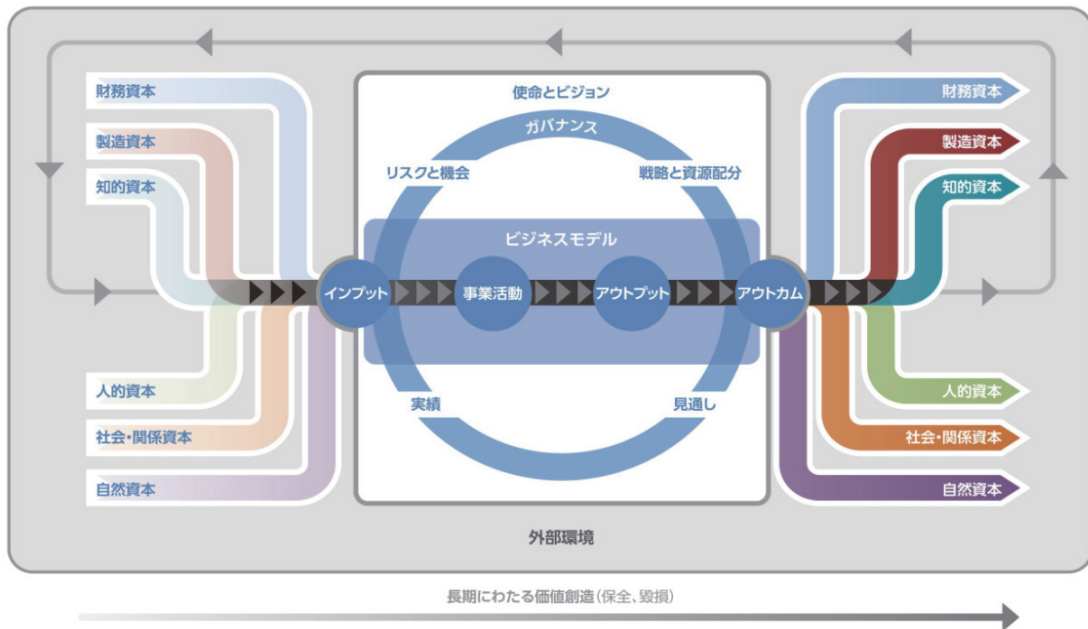 財務資本
製造資本
知的資本
人的資本
社会・関係資本
自然資本
使命とビジョン
ガバナンス
リスクと機会
戦略と資源配分
ビジネスモデル
インプット
事業活動
アウトプット
アウトカム
実績
見通し
財務資本
製造資本
知的資本
人的資本
社会・関係資本
自然資本
外部環境
長期にわたる価値創造(保全、毀損)